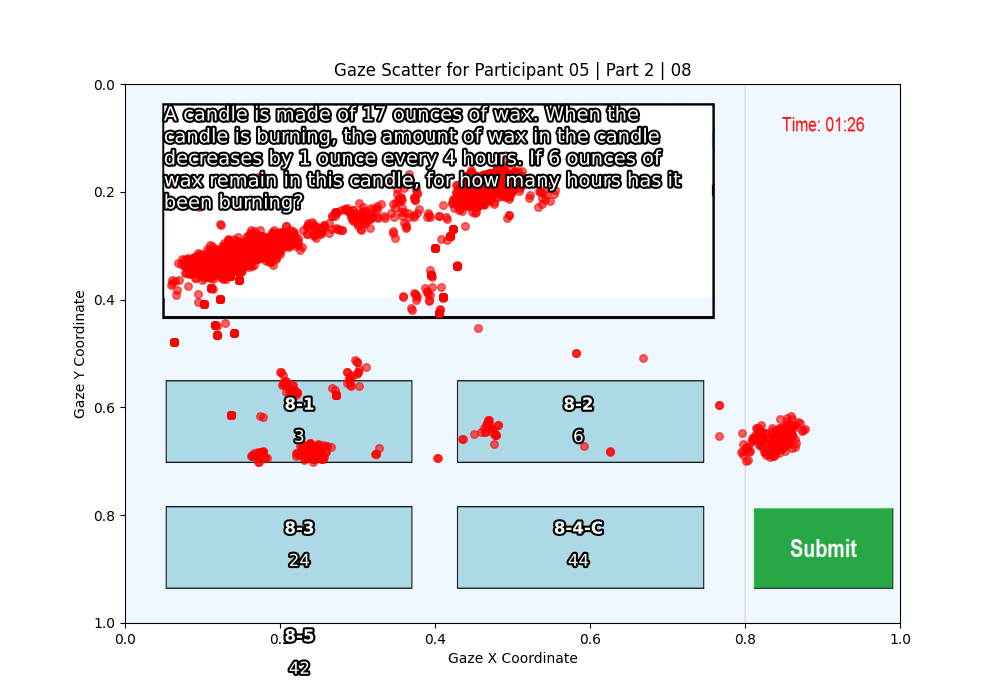 Gaze Scatter for Participant 05 | Part 2 | 08
A candle is made of 17 ounces of wax. When the
candle is burning, the amount of wax in the candle
decreases by 1 ounce every 4 hours. If 6 ounces of
wax remain in this candle, for how many hours has it
been burning?
Time: 01:26
8-1
3
8-2
6
8-3
24
8-4-C
44
8-5
42
Submit
Gaze Y Coordinate
0.0
0.2
0.4
0.6
0.8
1.0
0.0 0.2 0.4 0.6 0.8 1.0
Gaze X Coordinate